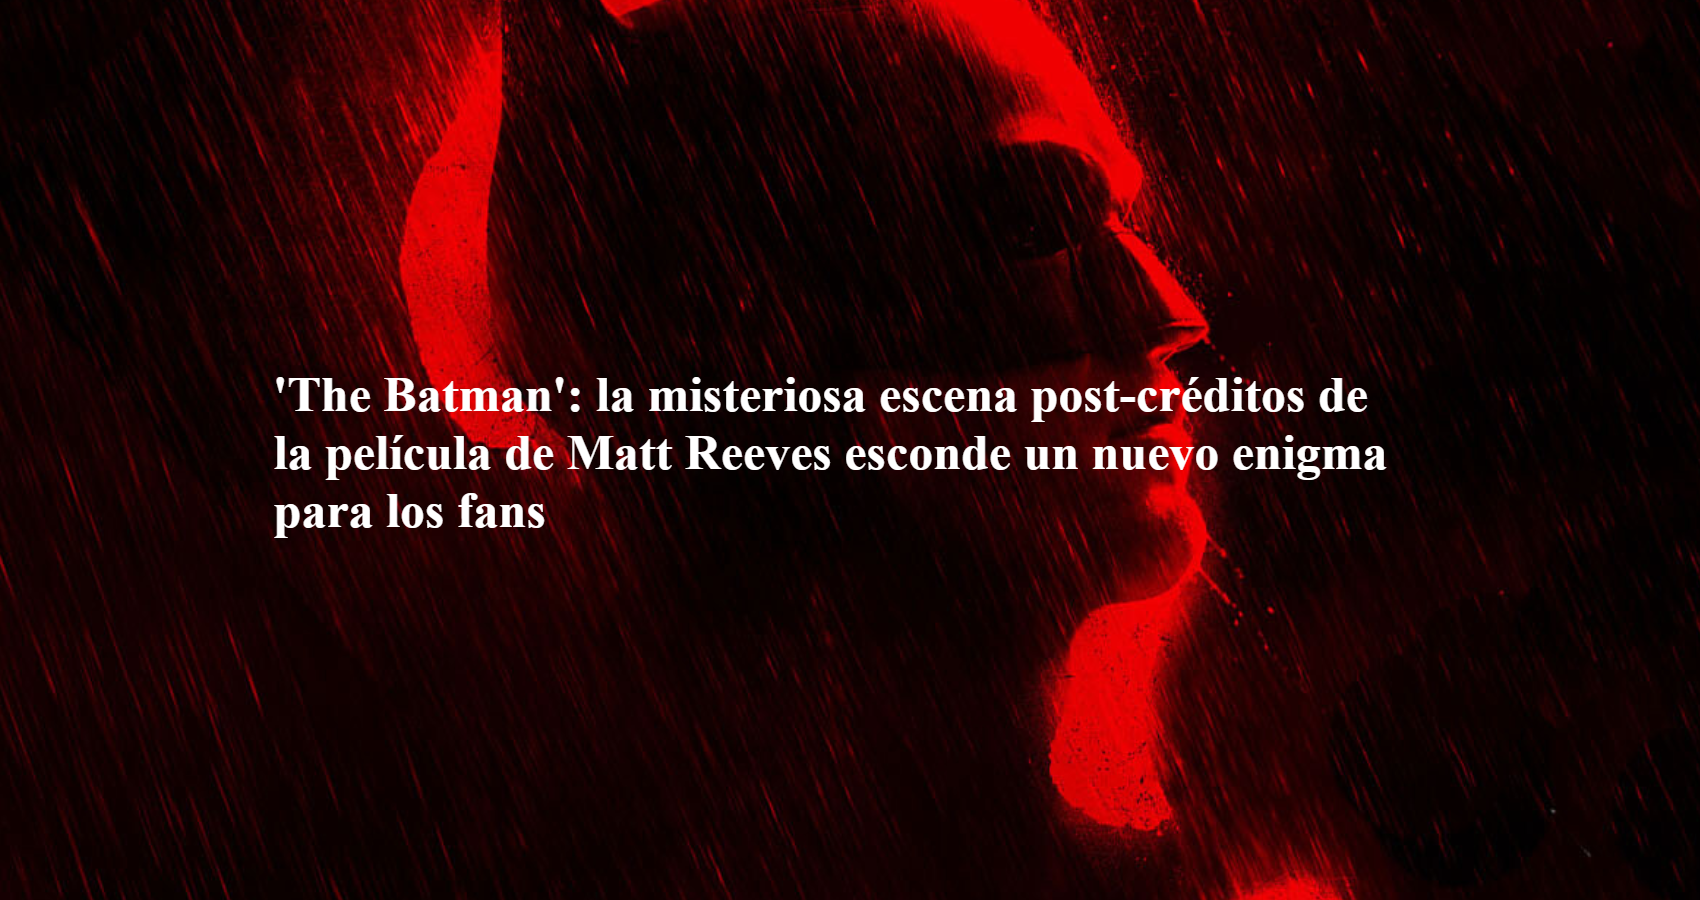 'The Batman': la misteriosa escena post-créditos de
la película de Matt Reeves esconde un nuevo enigma
para los fans